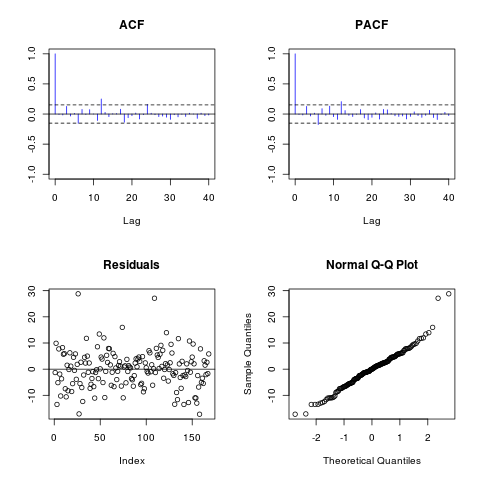 ACF
1.0
0.5
0.0
-0.5
-1.0
0 10 20 30 40
Lag
PACF
1.0
0.5
0.0
-0.5
-1.0
0 10 20 30 40
Lag
Residuals
30
20
10
0
-10
0 50 100 150
Index
Normal Q-Q Plot
Sample Quantiles
30
20
10
0
-10
-2 -1 0 1 2
Theoretical Quantiles